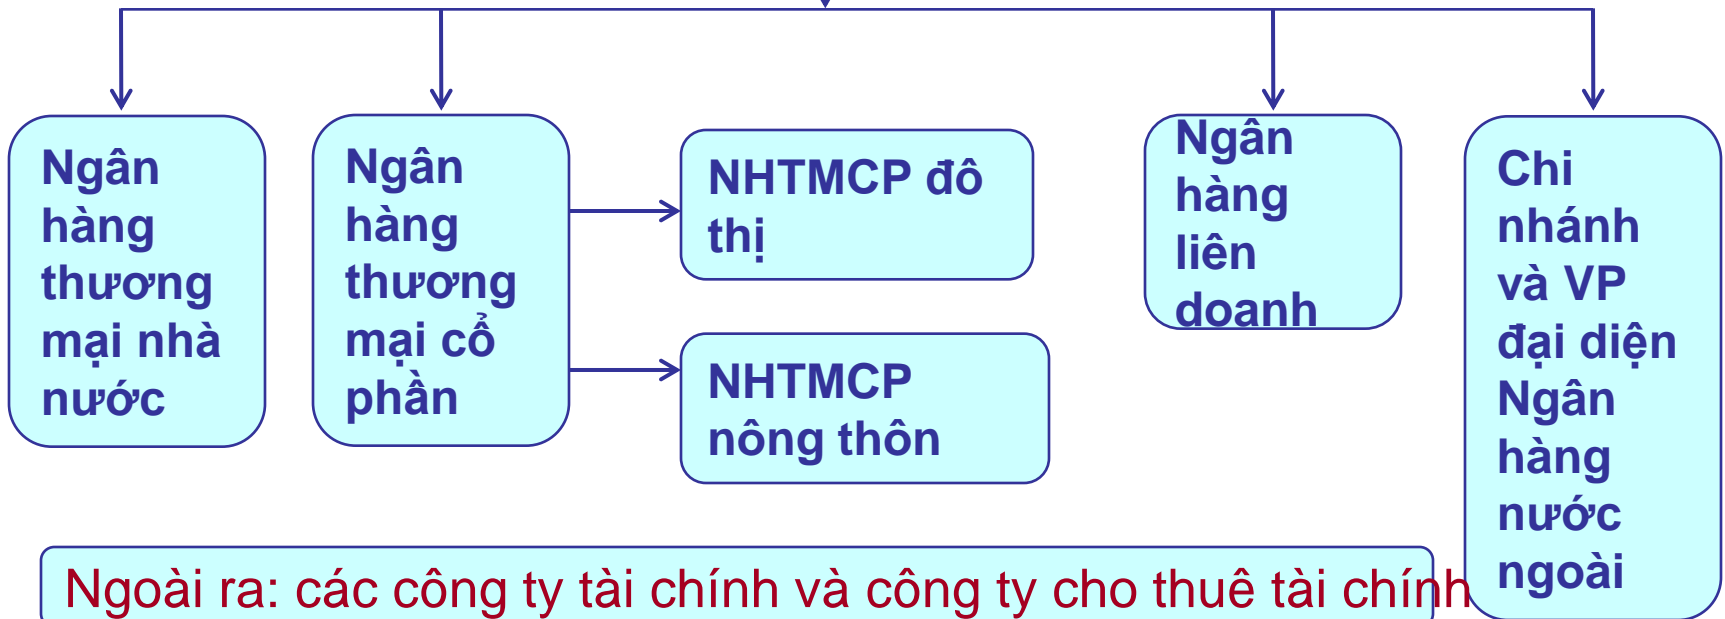 Ngân
hàng
thương
mại nhà
nước
Ngân
hàng
thương
mại cổ
phần
NHTMCP đô
thị
NHTMCP
nông thôn
Ngân
hàng
liên
doanh
Chi
nhánh
và VP
đại diện
Ngân
hàng
nước
ngoài
Ngoài ra: các công ty tài chính và công ty cho thuê tài chính